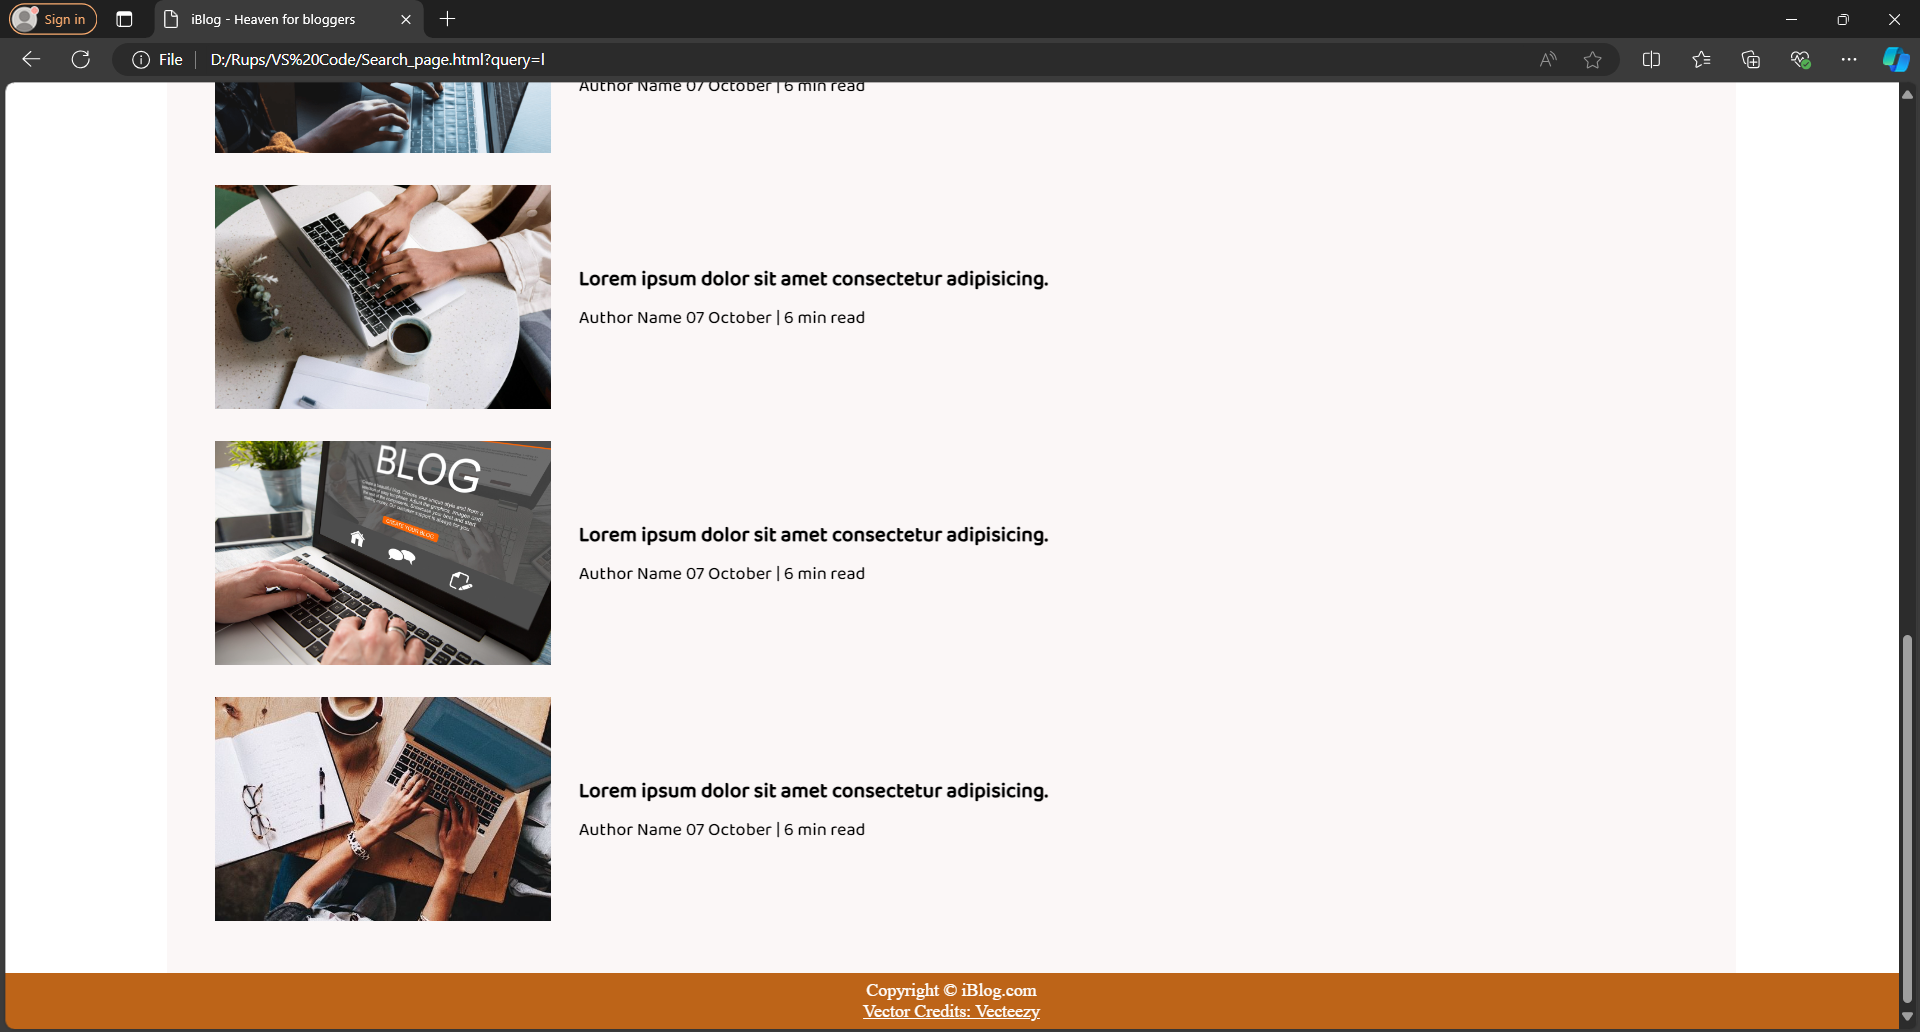 Sign in
iBlog - Heaven for bloggers
File
D:/Rups/VS%20Code/Search_page.html?query=l
Author Name 07 October | 6 min read
Lorem ipsum dolor sit amet consectetur adipisicing.
Author Name 07 October | 6 min read
BLOG
CREATE YOUR BLOG
Lorem ipsum dolor sit amet consectetur adipisicing.
Author Name 07 October | 6 min read
Lorem ipsum dolor sit amet consectetur adipisicing.
Author Name 07 October | 6 min read
Copyright © iBlog.com
Vector Credits: Vecteezy